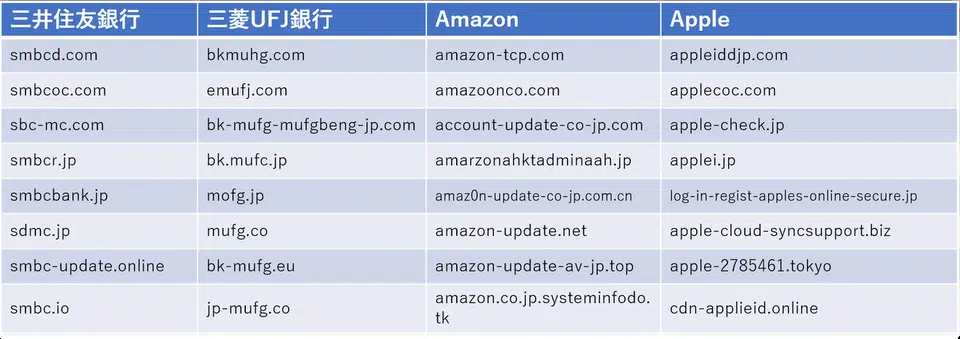 三井住友銀行 三菱UFJ銀行 Amazon Apple
smbcd.com bkmuhg.com amazon-tcp.com appleiddjp.com
smbcoc.com emufj.com amazoonco.com applecoc.com
sbc-mc.com bk-mufg-mufgbeng-jp.com account-update-co-jp.com apple-check.jp
smbcr.jp bk.mufc.jp amarzonahktadminaah.jp applei.jp
smbcbank.jp mofg.jp amaz0n-update-co-jp.com.cn log-in-regist-apples-online-secure.jp
sdmc.jp mufg.co amazon-update.net apple-cloud-syncsupport.biz
smbc-update.online bk-mufg.eu amazon-update-av-jp.top apple-2785461.tokyo
smbc.io jp-mufg.co amazon.co.jp.systeminfodo. cdn-applieid.online
tk